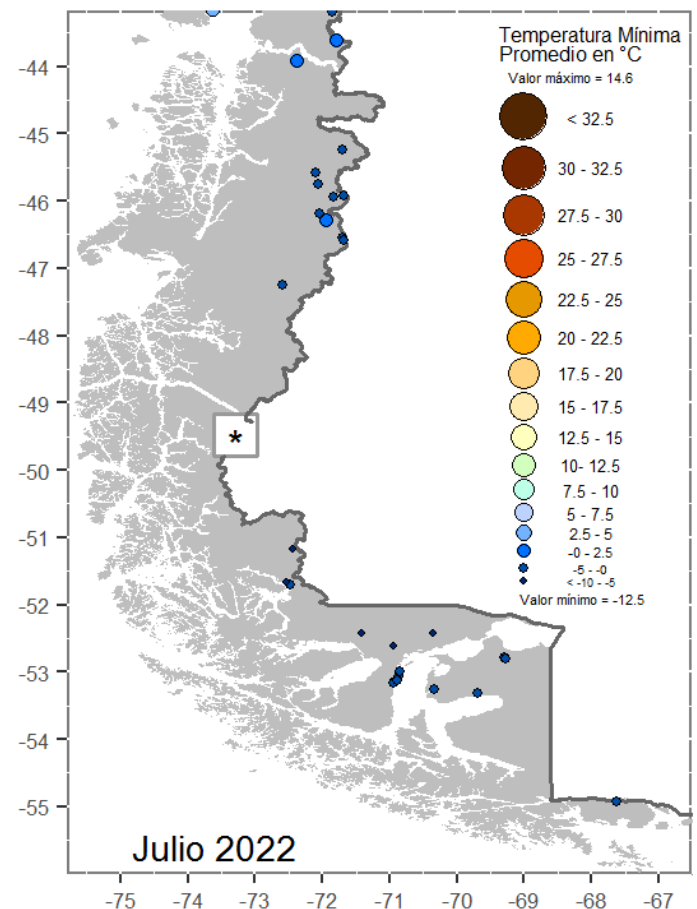 Temperatura Mínima
Promedio en °C
Valor máximo = 14.6
< 32.5
30 - 32.5
27.5 - 30
25 - 27.5
22.5 - 25
20 - 22.5
17.5 - 20
15 - 17.5
12.5 - 15
10- 12.5
7.5 - 10
5 - 7.5
2.5 - 5
-0 - 2.5
-5 - -0
< -10 - -5
Valor mínimo = -12.5
-44
-45
-46
-47
-48
-49
*
-50
-51
-52
-53
-54
-55
Julio 2022
-75 -74 -73 -72 -71 -70 -69 -68 -67